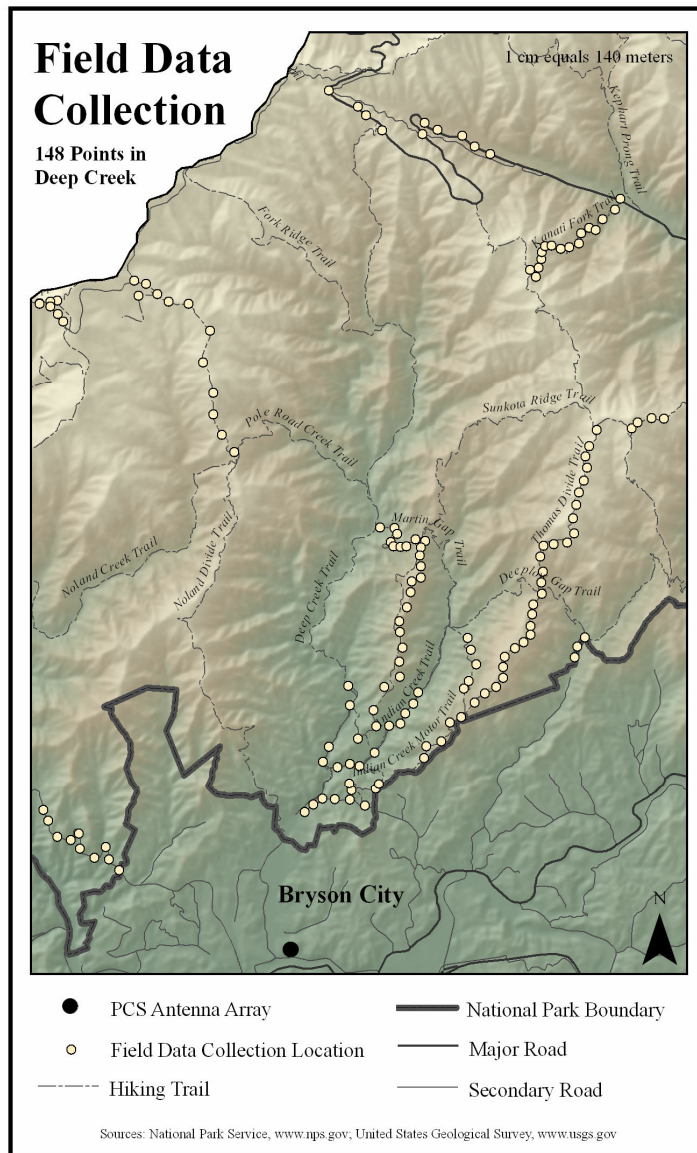 Field Data
Collection
148 Points in
Deep Creek
1 cm equals 140 meters
Kephart Prong Trail
Kanati Fork Trail
Fork Ridge Trail
Sunkota Ridge Trail
Pole Road Creek Trail
Thomas Divide Trail
Martin Gap
Trail
Noland Creek Trail
Noland Divide Trail
Deep Creek Trail
Deeplow Gap Trail
Indian Creek Trail
Indian Creek Motor Trail
Bryson City
N
PCS Antenna Array
National Park Boundary
Field Data Collection Location
Major Road
Hiking Trail
Secondary Road
Sources: National Park Service, www.nps.gov; United States Geological Survey, www.usgs.gov